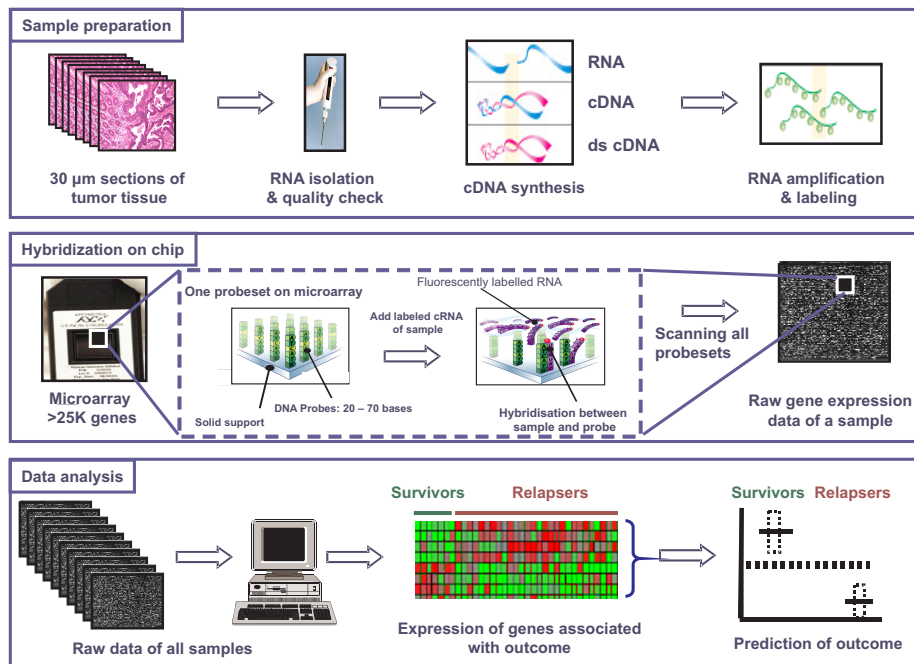 Sample preparation
RNA
cDNA
ds cDNA
30 µm sections of
tumor tissue
RNA isolation
& quality check
cDNA synthesis
RNA amplification
& labeling
Hybridization on chip
Fluorescently labelled RNA
One probeset on microarray
Add labeled cRNA
of sample
Scanning all
probesets
DNA Probes: 20 – 70 bases
Solid support
Hybridisation between
sample and probe
Microarray
>25K genes
Raw gene expression
data of a sample
Data analysis
Survivors Relapsers
Survivors Relapsers
Raw data of all samples
Expression of genes associated
with outcome
Prediction of outcome